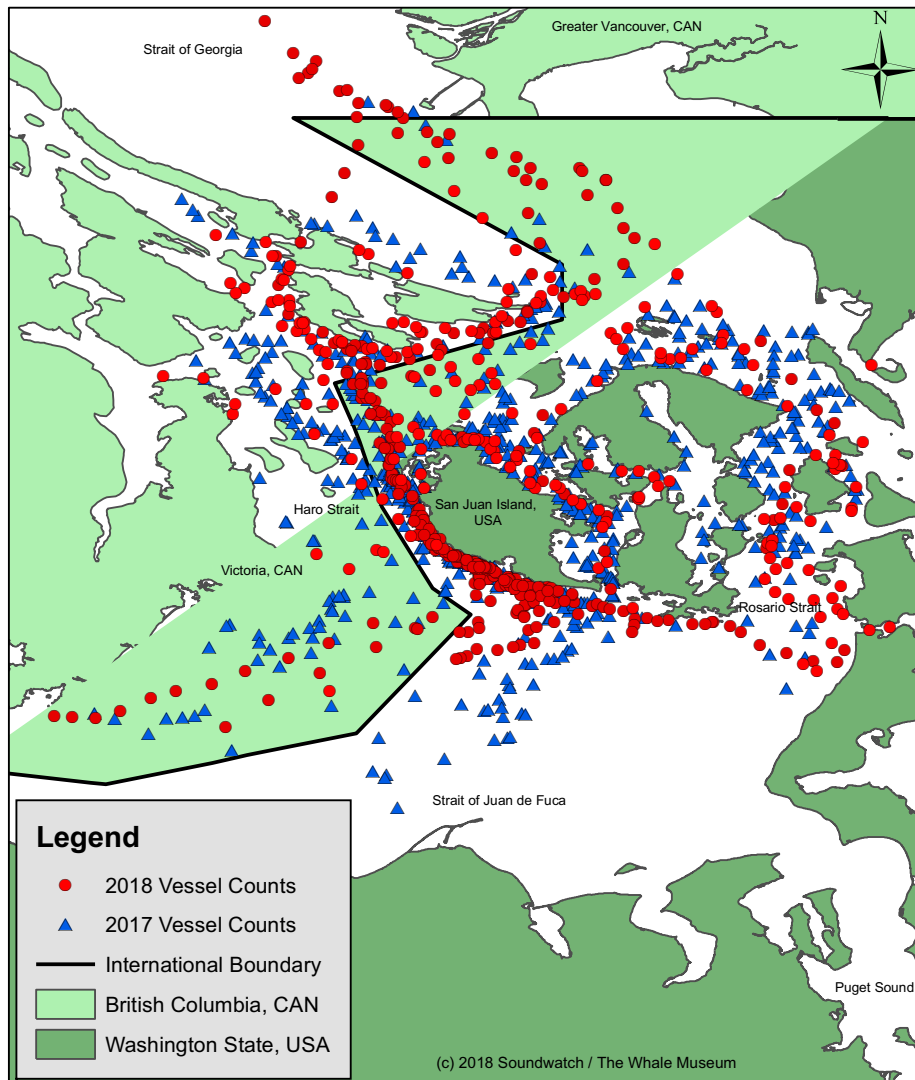 Greater Vancouver, CAN
N
Strait of Georgia
San Juan Island,
USA
Haro Strait
Victoria, CAN
Rosario Strait
Strait of Juan de Fuca
Legend
2018 Vessel Counts
2017 Vessel Counts
International Boundary
British Columbia, CAN
Washington State, USA
Puget Sound
(c) 2018 Soundwatch / The Whale Museum